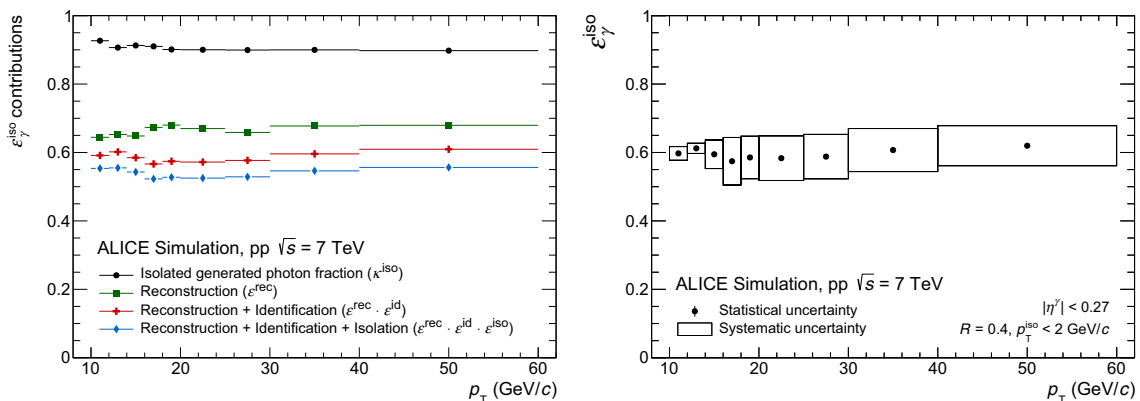 ε_γ^iso contributions
1
0.8
0.6
0.4
0.2
0
ALICE Simulation, pp √s = 7 TeV
Isolated generated photon fraction (κ^iso)
Reconstruction (ε^rec)
Reconstruction + Identification (ε^rec · ε^id)
Reconstruction + Identification + Isolation (ε^rec · ε^id · ε^iso)
10 20 30 40 50 60
p_T (GeV/c)
ε_γ^iso
1
0.8
0.6
0.4
0.2
0
ALICE Simulation, pp √s = 7 TeV
Statistical uncertainty
Systematic uncertainty
|η^γ| < 0.27
R = 0.4, p_T^iso < 2 GeV/c
10 20 30 40 50 60
p_T (GeV/c)